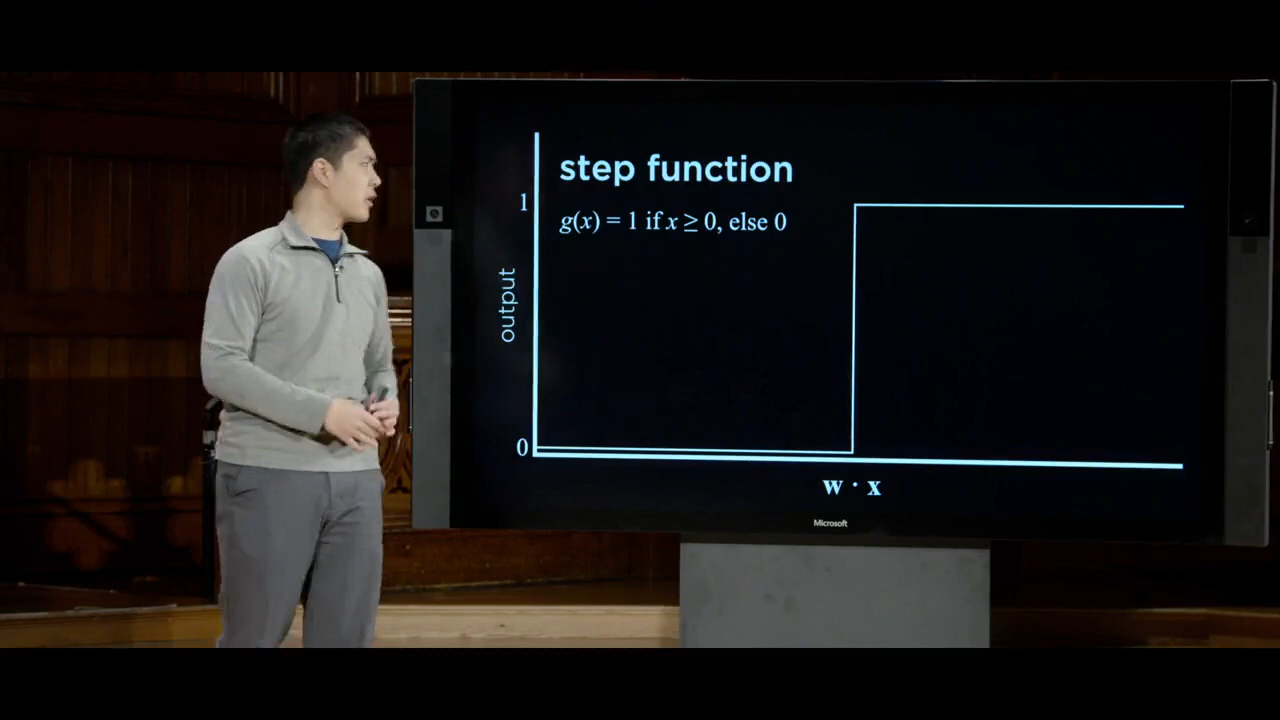 step function
1
g(x) = 1 if x ≥ 0, else 0
output
0
w · x
Microsoft